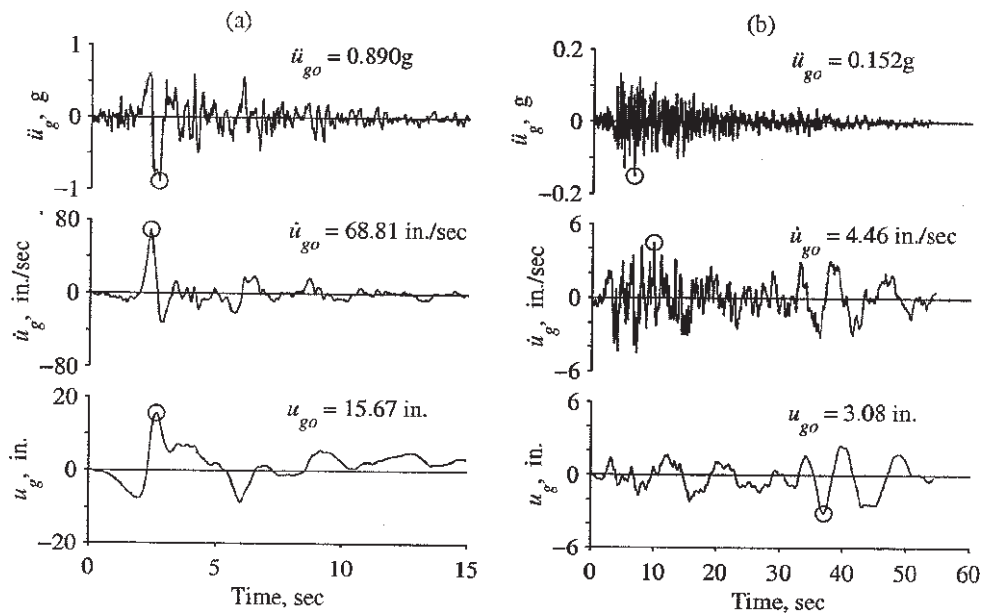 (a)
ü_go = 0.890g
1
0
−1
ü_g, g
u̇_go = 68.81 in./sec
80
0
−80
u̇_g, in./sec
u_go = 15.67 in.
20
0
−20
u_g, in.
0 5 10 15
Time, sec
(b)
ü_go = 0.152g
0.2
0
−0.2
ü_g, g
u̇_go = 4.46 in./sec
6
0
−6
u̇_g, in./sec
u_go = 3.08 in.
6
0
−6
u_g, in.
0 10 20 30 40 50 60
Time, sec